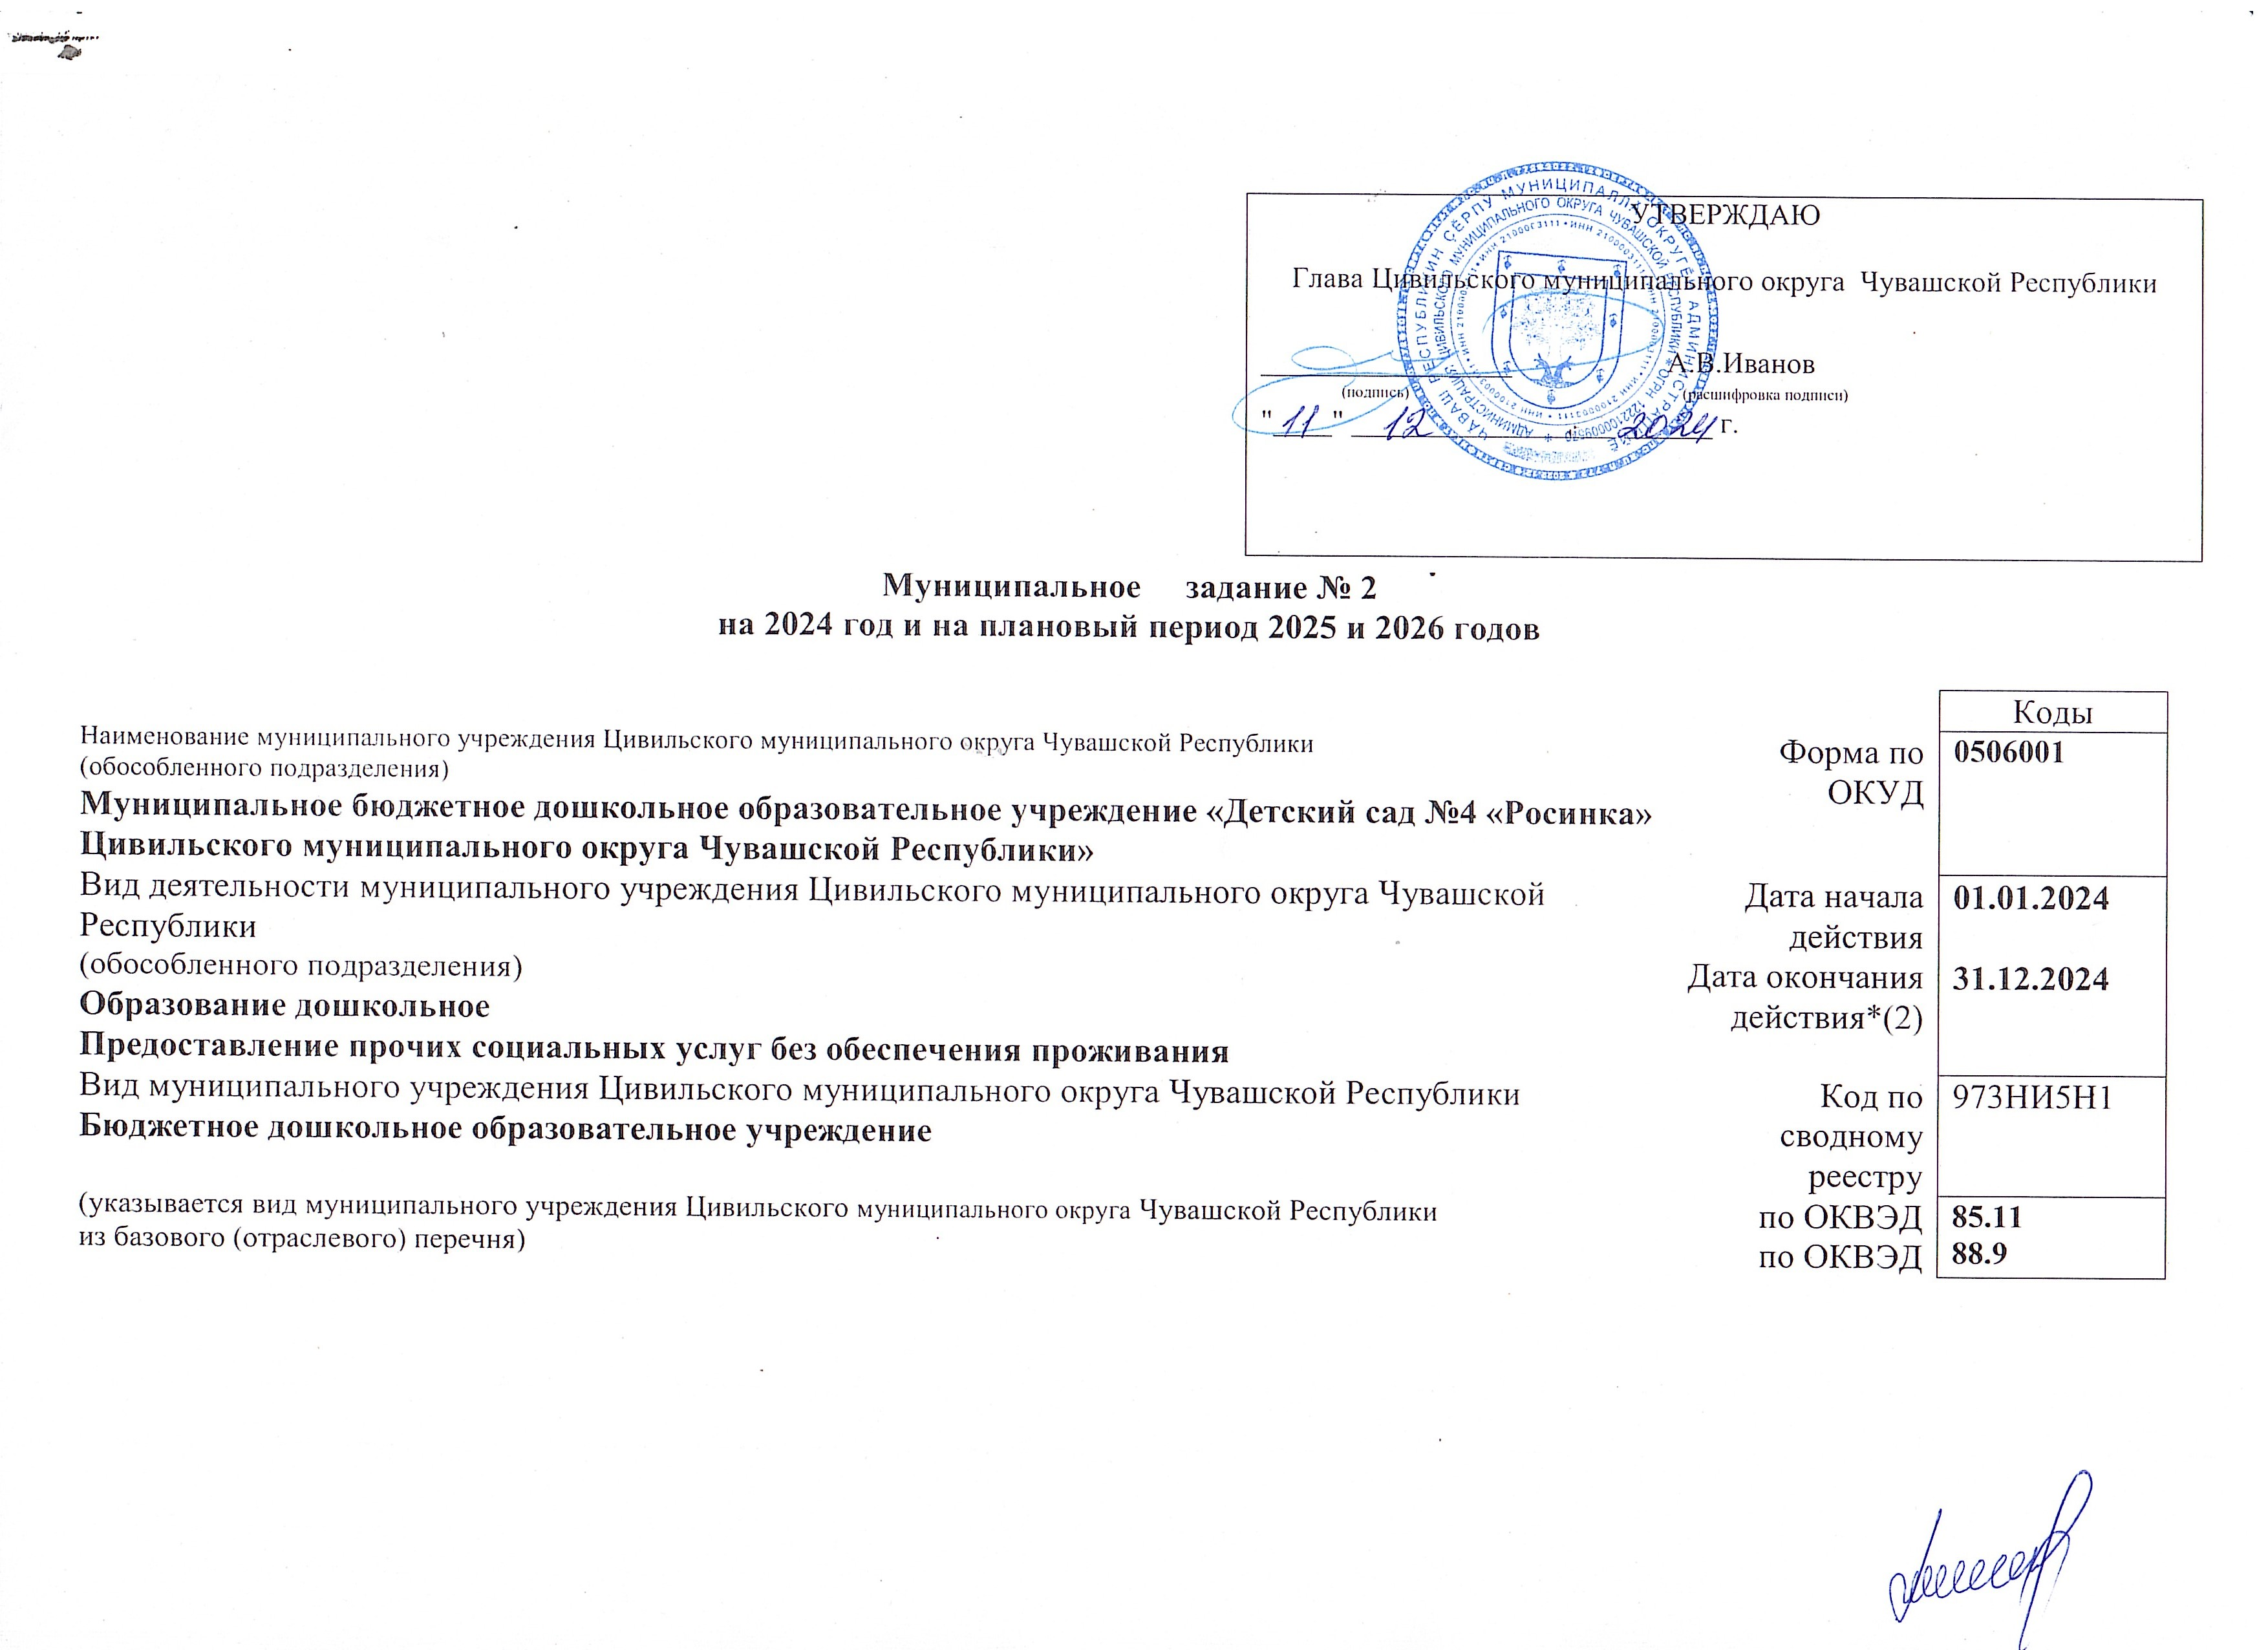 УТВЕРЖДАЮ
Глава Цивильского муниципального округа Чувашской Республики
А.В.Иванов
(подпись) (расшифровка подписи)
"11" 12 2024 г.
Муниципальное задание № 2
на 2024 год и на плановый период 2025 и 2026 годов
Коды
Наименование муниципального учреждения Цивильского муниципального округа Чувашской Республики
(обособленного подразделения)
Форма по
ОКУД
0506001
Муниципальное бюджетное дошкольное образовательное учреждение «Детский сад №4 «Росинка»
Цивильского муниципального округа Чувашской Республики»
Вид деятельности муниципального учреждения Цивильского муниципального округа Чувашской
Республики
(обособленного подразделения)
Дата начала
действия
01.01.2024
Образование дошкольное
Предоставление прочих социальных услуг без обеспечения проживания
Дата окончания
действия*(2)
31.12.2024
Вид муниципального учреждения Цивильского муниципального округа Чувашской Республики
Бюджетное дошкольное образовательное учреждение
Код по
сводному
реестру
973НИ5Н1
(указывается вид муниципального учреждения Цивильского муниципального округа Чувашской Республики
из базового (отраслевого) перечня)
по ОКВЭД 85.11
по ОКВЭД 88.9